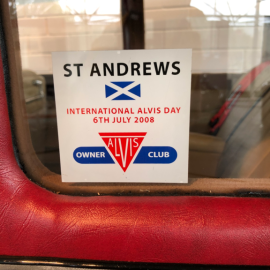 ST ANDREWS
INTERNATIONAL ALVIS DAY
6TH JULY 2008
ALVIS
OWNER CLUB